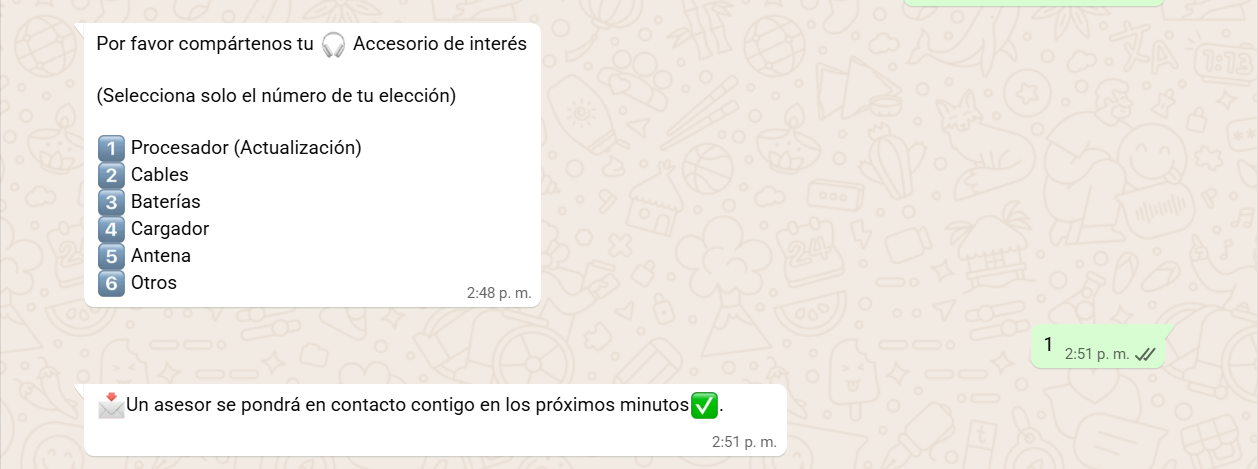 Por favor compártenos tu 🎧 Accesorio de interés
(Selecciona solo el número de tu elección)
1️⃣ Procesador (Actualización)
2️⃣ Cables
3️⃣ Baterías
4️⃣ Cargador
5️⃣ Antena
6️⃣ Otros
2:48 p. m.
1
2:51 p. m.
📩Un asesor se pondrá en contacto contigo en los próximos minutos✅.
2:51 p. m.